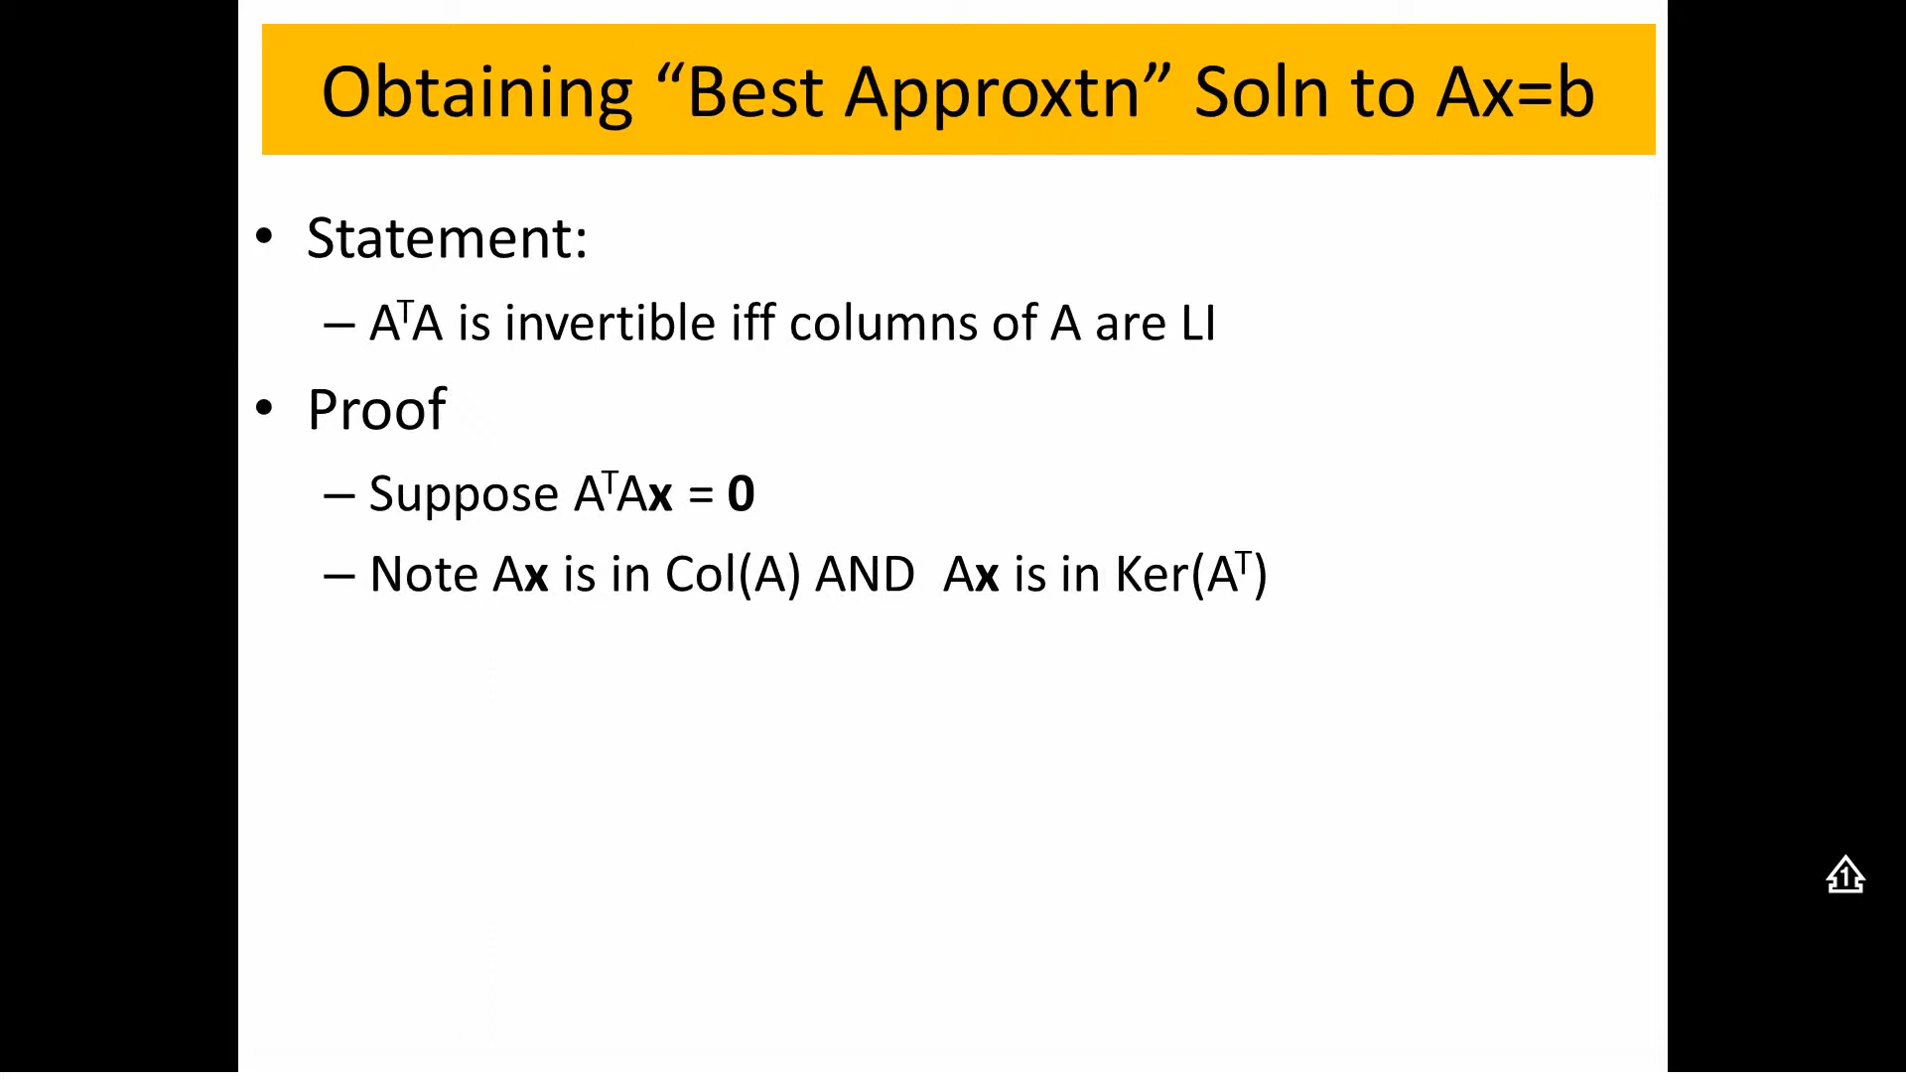 Obtaining “Best Approxtn” Soln to Ax=b
• Statement:
– AᵀA is invertible iff columns of A are LI
• Proof
– Suppose AᵀAx = 0
– Note Ax is in Col(A) AND Ax is in Ker(Aᵀ)
1